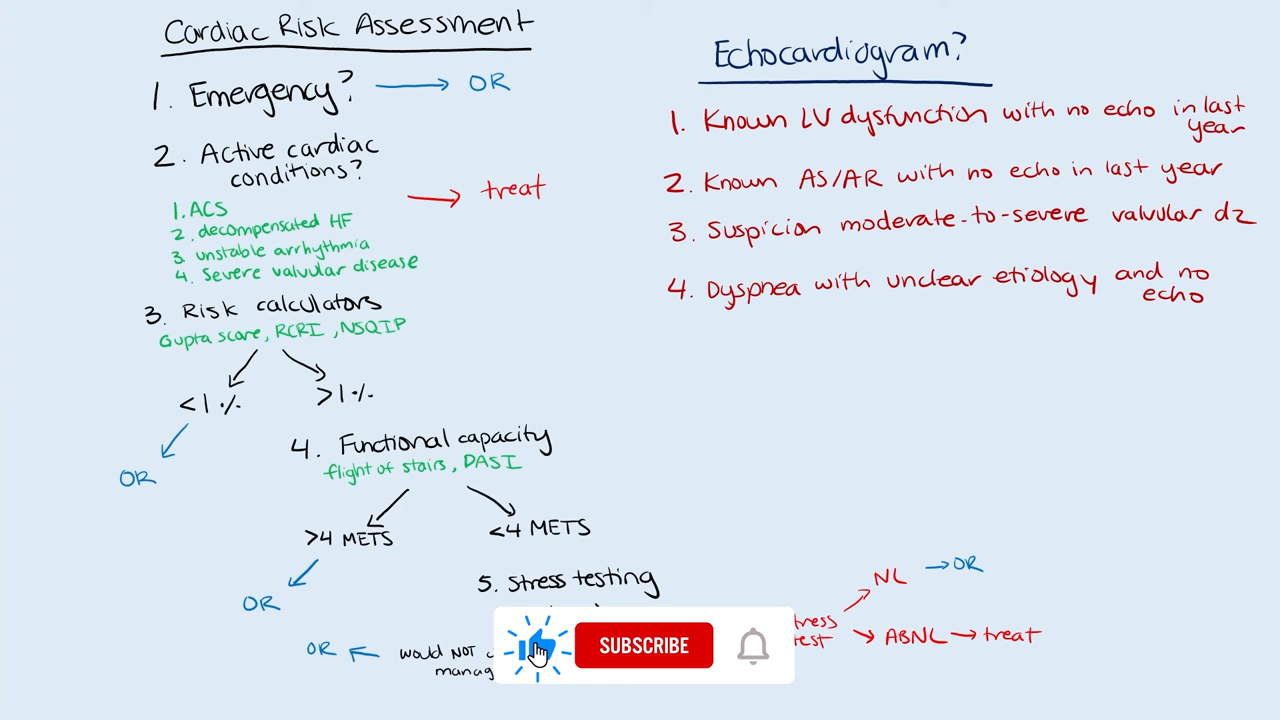 Cardiac Risk Assessment
1. Emergency? → OR
2. Active cardiac
conditions?
→ treat
1. ACS
2. decompensated HF
3. unstable arrhythmia
4. Severe valvular disease
3. Risk calculators
Gupta score, RCRI, NSQIP
<1% >1%
OR
4. Functional capacity
flight of stairs, DASI
>4 METS <4 METS
OR
5. Stress testing
OR ← would NOT
Echocardiogram?
1. Known LV dysfunction with no echo in last
year
2. Known AS/AR with no echo in last year
3. Suspicion moderate-to-severe valvular dz
4. Dyspnea with unclear etiology and no
echo
NL → OR
test → ABNL → treat
SUBSCRIBE